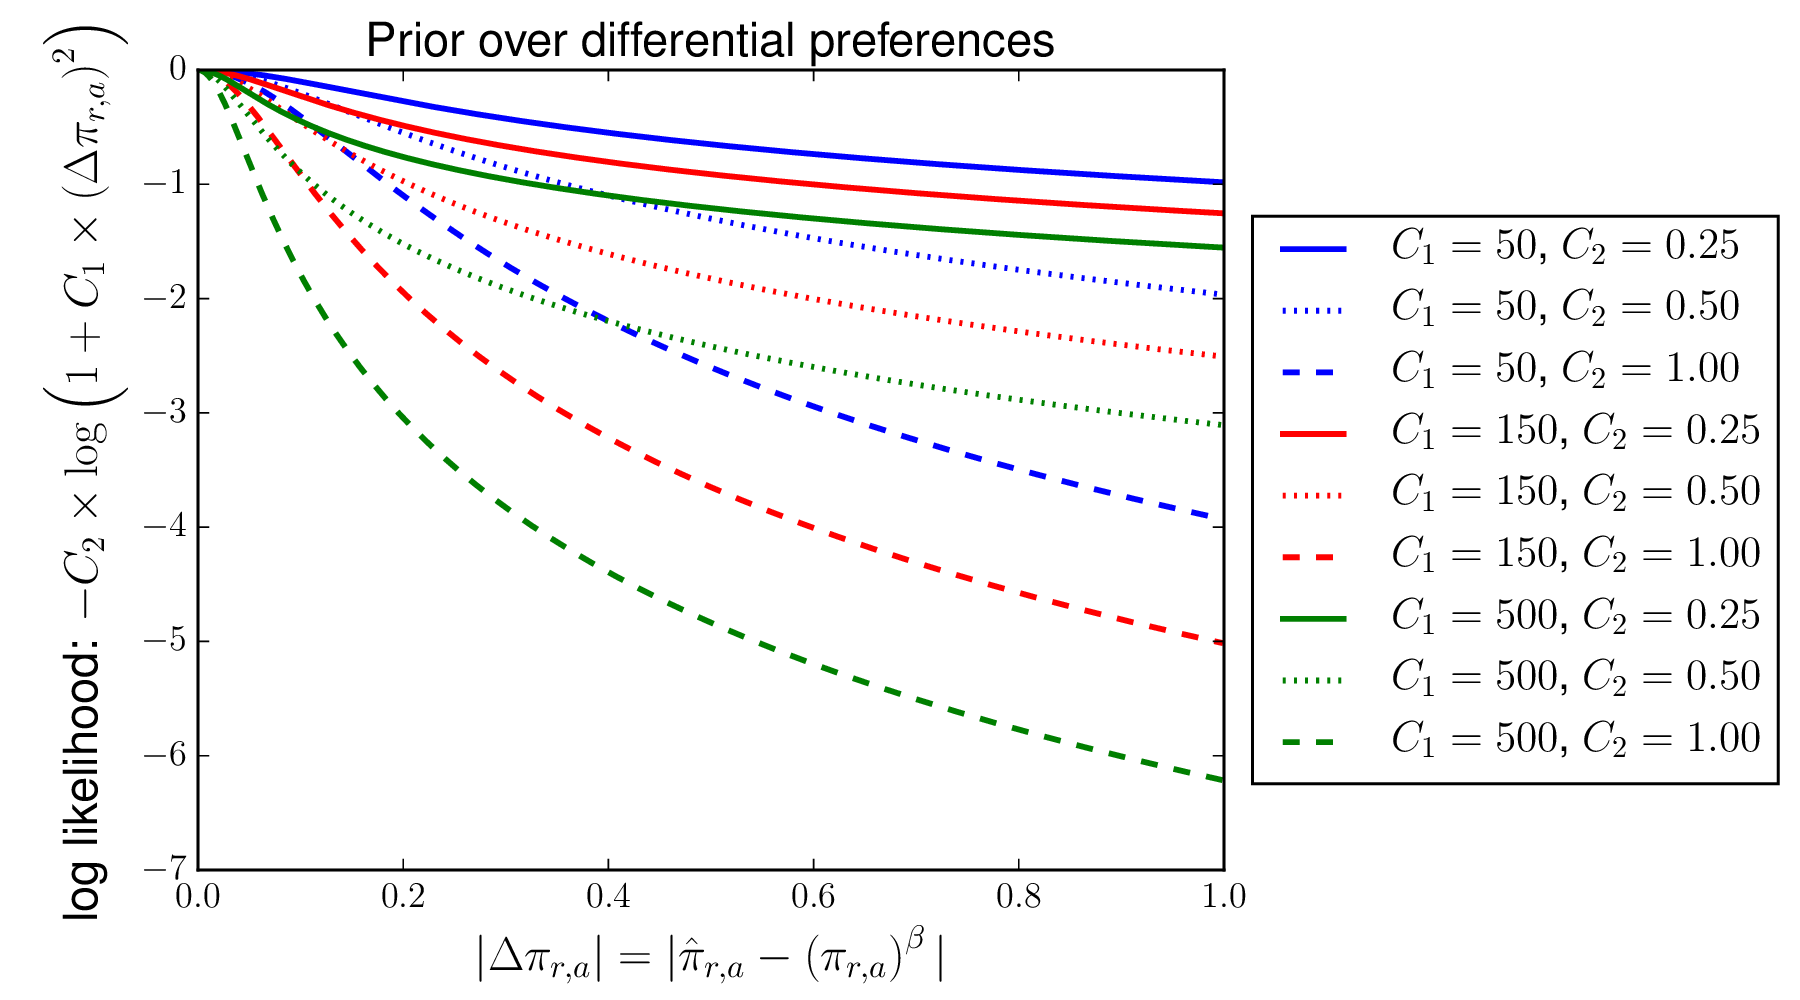 Prior over differential preferences
log likelihood: −C₂ × log (1 + C₁ × (Δπ_{r,a})²)
0
−1
−2
−3
−4
−5
−6
−7
0.0 0.2 0.4 0.6 0.8 1.0
|Δπ_{r,a}| = |π̂_{r,a} − (π_{r,a})^β|
C₁ = 50, C₂ = 0.25
C₁ = 50, C₂ = 0.50
C₁ = 50, C₂ = 1.00
C₁ = 150, C₂ = 0.25
C₁ = 150, C₂ = 0.50
C₁ = 150, C₂ = 1.00
C₁ = 500, C₂ = 0.25
C₁ = 500, C₂ = 0.50
C₁ = 500, C₂ = 1.00